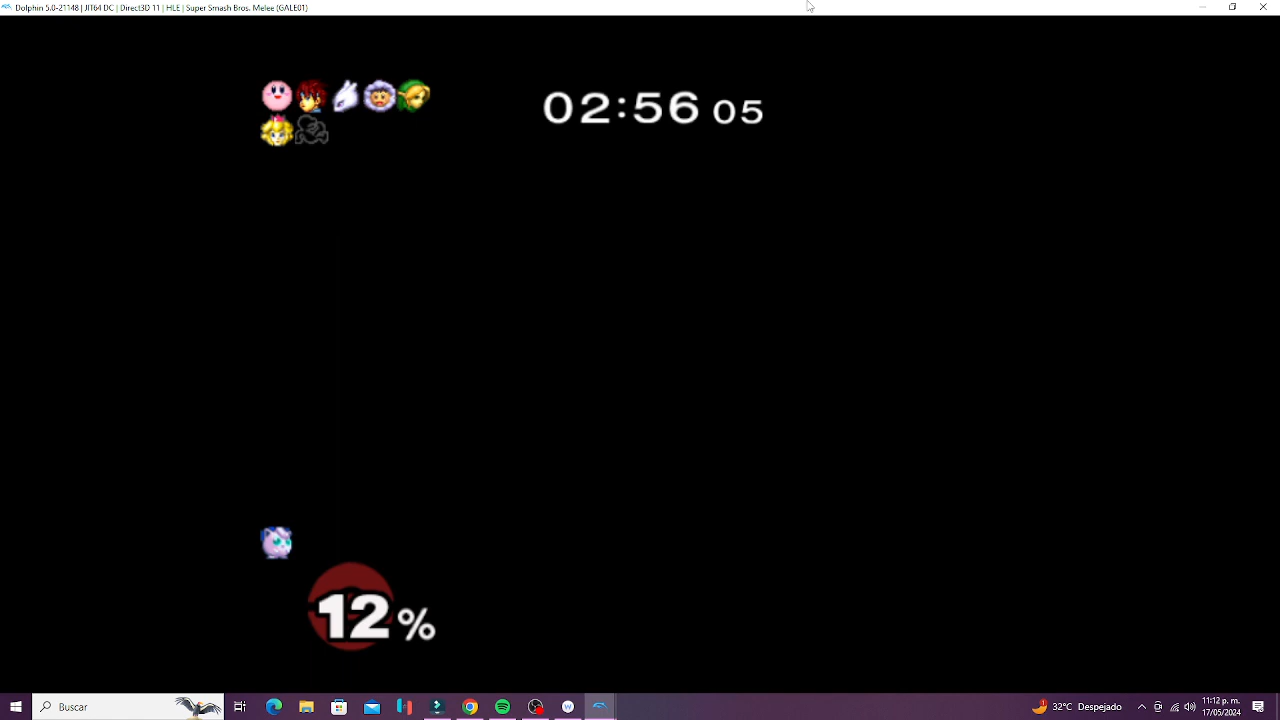 Dolphin 5.0-21148 | JIT64 DC | Direct3D 11 | HLE | Super Smash Bros. Melee (GALE01)
02:56 05
12%
Buscar
32°C Despejado
11:12 p. m.
17/05/2024